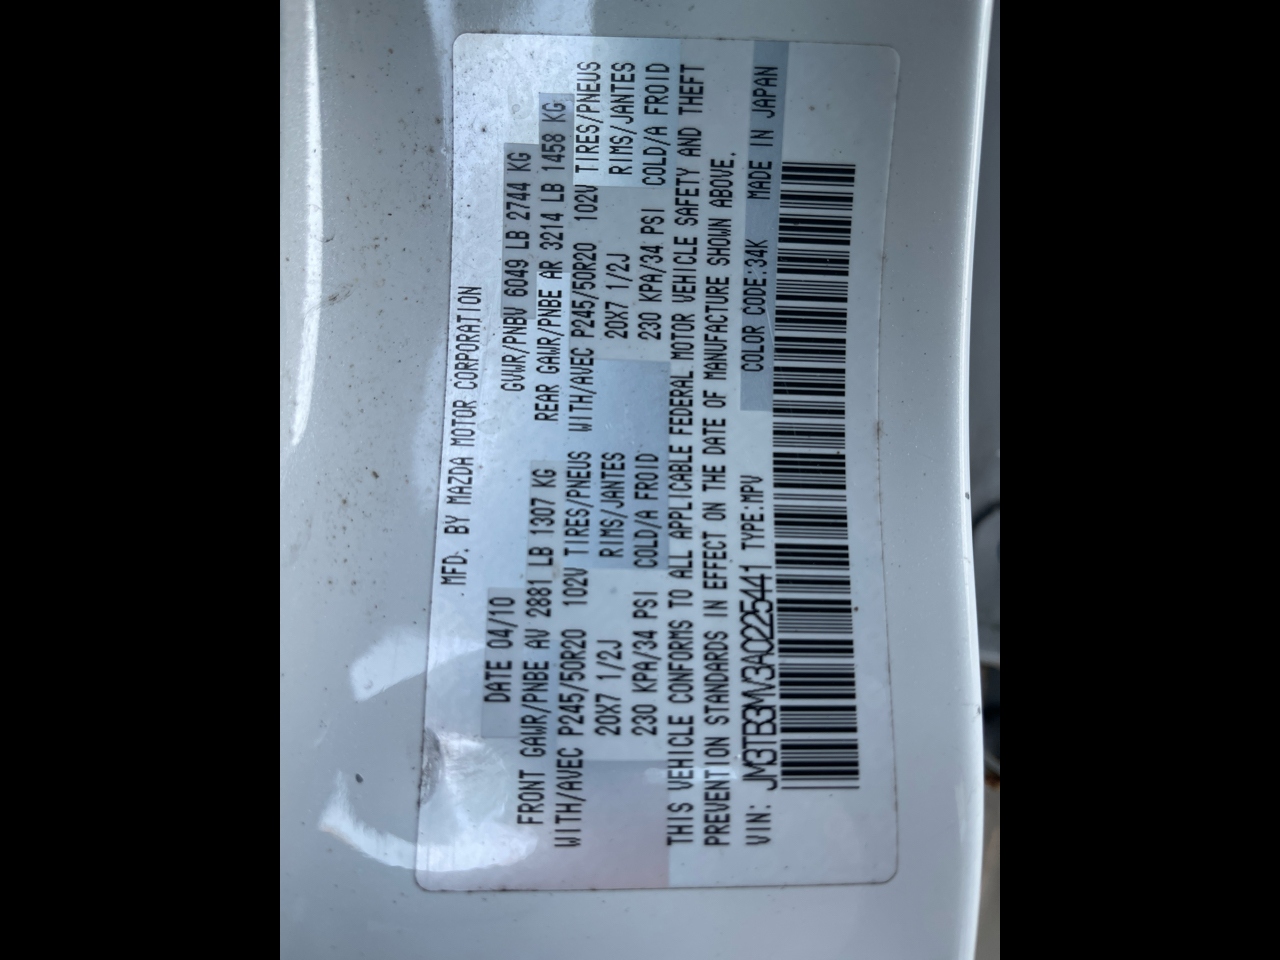 MFD. BY MAZDA MOTOR CORPORATION
DATE 04/10 GVWR/PNBV 6049 LB 2744 KG
FRONT GAWR/PNBE AV 2881 LB 1307 KG REAR GAWR/PNBE AR 3214 LB 1458 KG
WITH/AVEC P245/50R20 102V TIRES/PNEUS WITH/AVEC P245/50R20 102V TIRES/PNEUS
20X7 1/2J RIMS/JANTES 20X7 1/2J RIMS/JANTES
230 KPA/34 PSI COLD/A FROID 230 KPA/34 PSI COLD/A FROID
THIS VEHICLE CONFORMS TO ALL APPLICABLE FEDERAL MOTOR VEHICLE SAFETY AND THEFT
PREVENTION STANDARDS IN EFFECT ON THE DATE OF MANUFACTURE SHOWN ABOVE.
VIN: JM3TB3MV3A0225441 TYPE:MPV COLOR CODE:34K MADE IN JAPAN